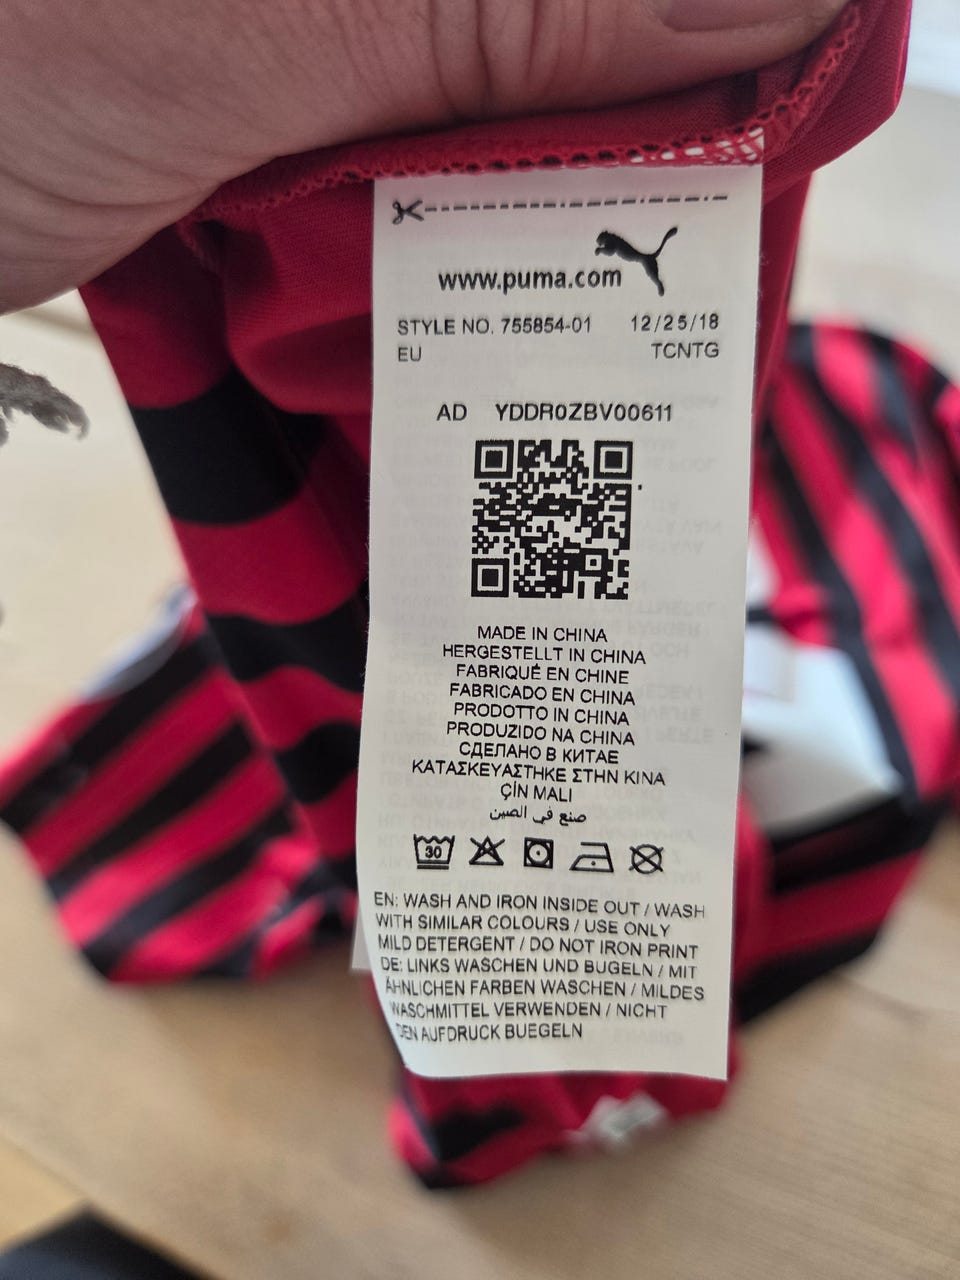 www.puma.com
STYLE NO. 755854-01 12/25/18
EU TCNTG
AD YDDR0ZBV00611
MADE IN CHINA
HERGESTELLT IN CHINA
FABRIQUÉ EN CHINE
FABRICADO EN CHINA
PRODOTTO IN CHINA
PRODUZIDO NA CHINA
СДЕЛАНО В КИТАЕ
ΚΑΤΑΣΚΕΥΑΣΤΗΚΕ ΣΤΗΝ ΚΙΝΑ
ÇİN MALI
صنع في الصين
30
EN: WASH AND IRON INSIDE OUT / WASH
WITH SIMILAR COLOURS / USE ONLY
MILD DETERGENT / DO NOT IRON PRINT
DE: LINKS WASCHEN UND BUGELN / MIT
ÄHNLICHEN FARBEN WASCHEN / MILDES
WASCHMITTEL VERWENDEN / NICHT
DEN AUFDRUCK BUEGELN